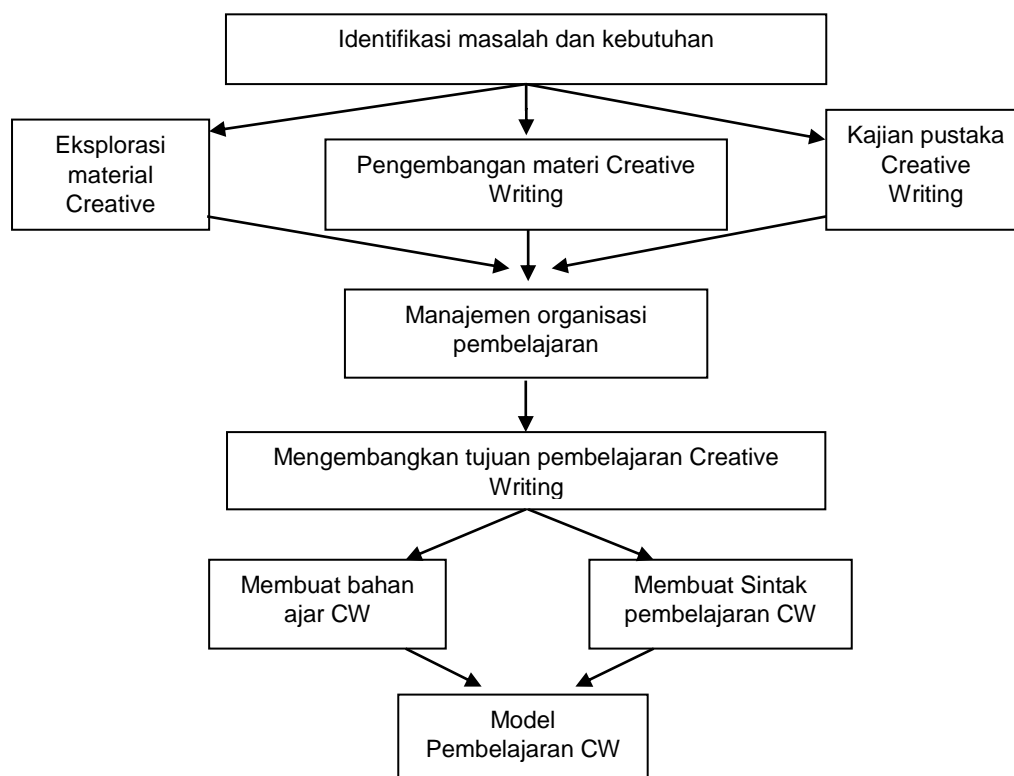 Identifikasi masalah dan kebutuhan
Eksplorasi
material
Creative
Pengembangan materi Creative
Writing
Kajian pustaka
Creative
Writing
Manajemen organisasi
pembelajaran
Mengembangkan tujuan pembelajaran Creative
Writing
Membuat bahan
ajar CW
Membuat Sintak
pembelajaran CW
Model
Pembelajaran CW